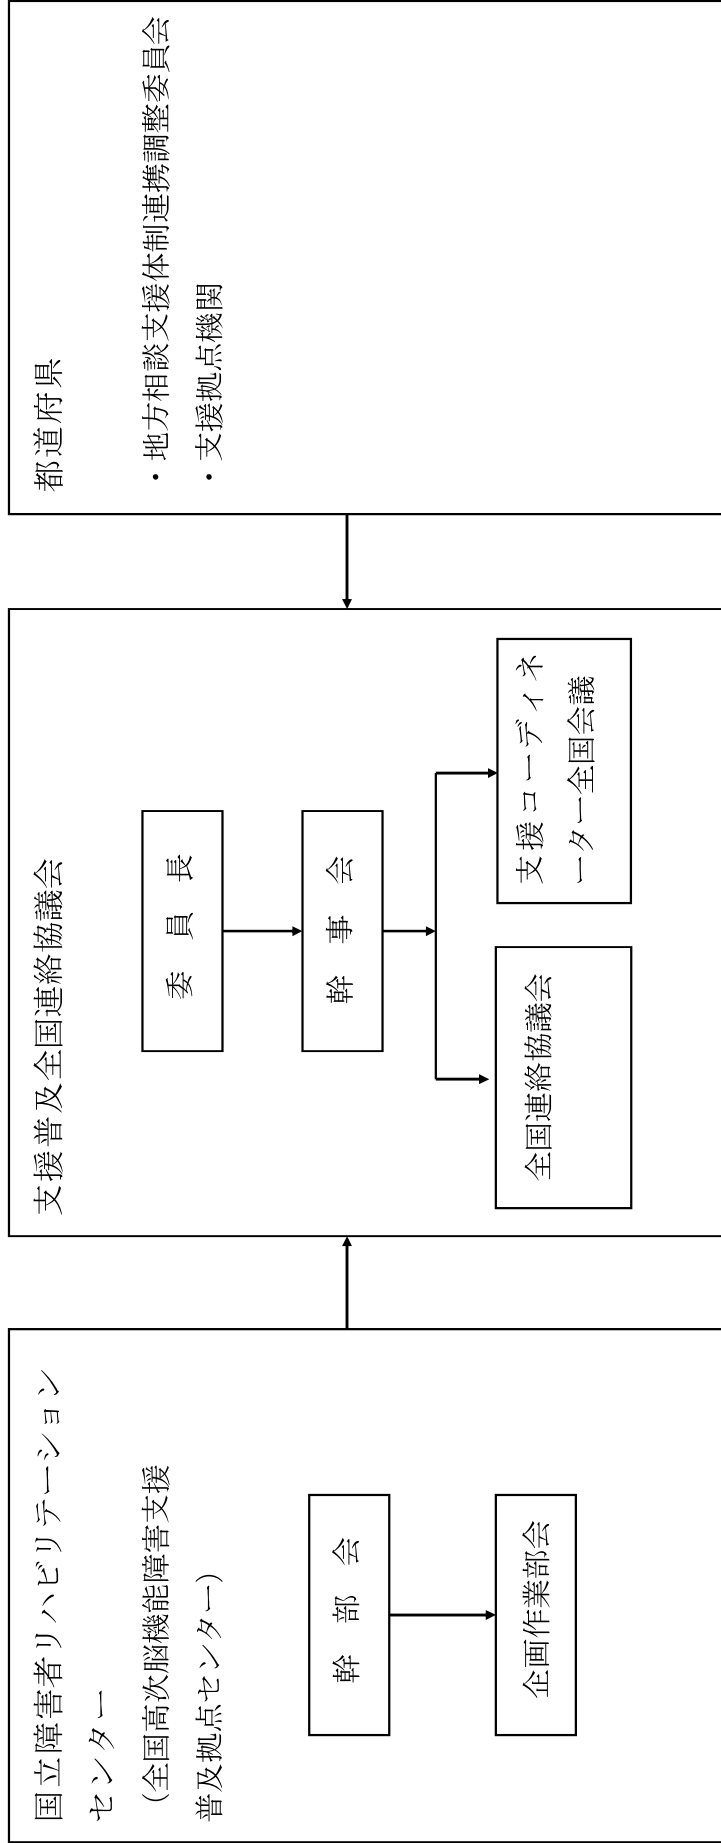 国立障害者リハビリテーション
センター
（全国高次脳機能障害支援
普及拠点センター）
幹　部　会
企画作業部会
支援普及全国連絡協議会
委　員　長
幹　事　会
全国連絡協議会
支援コーディネ
ーター全国会議
都道府県
・地方相談支援体制連携調整委員会
・支援拠点機関